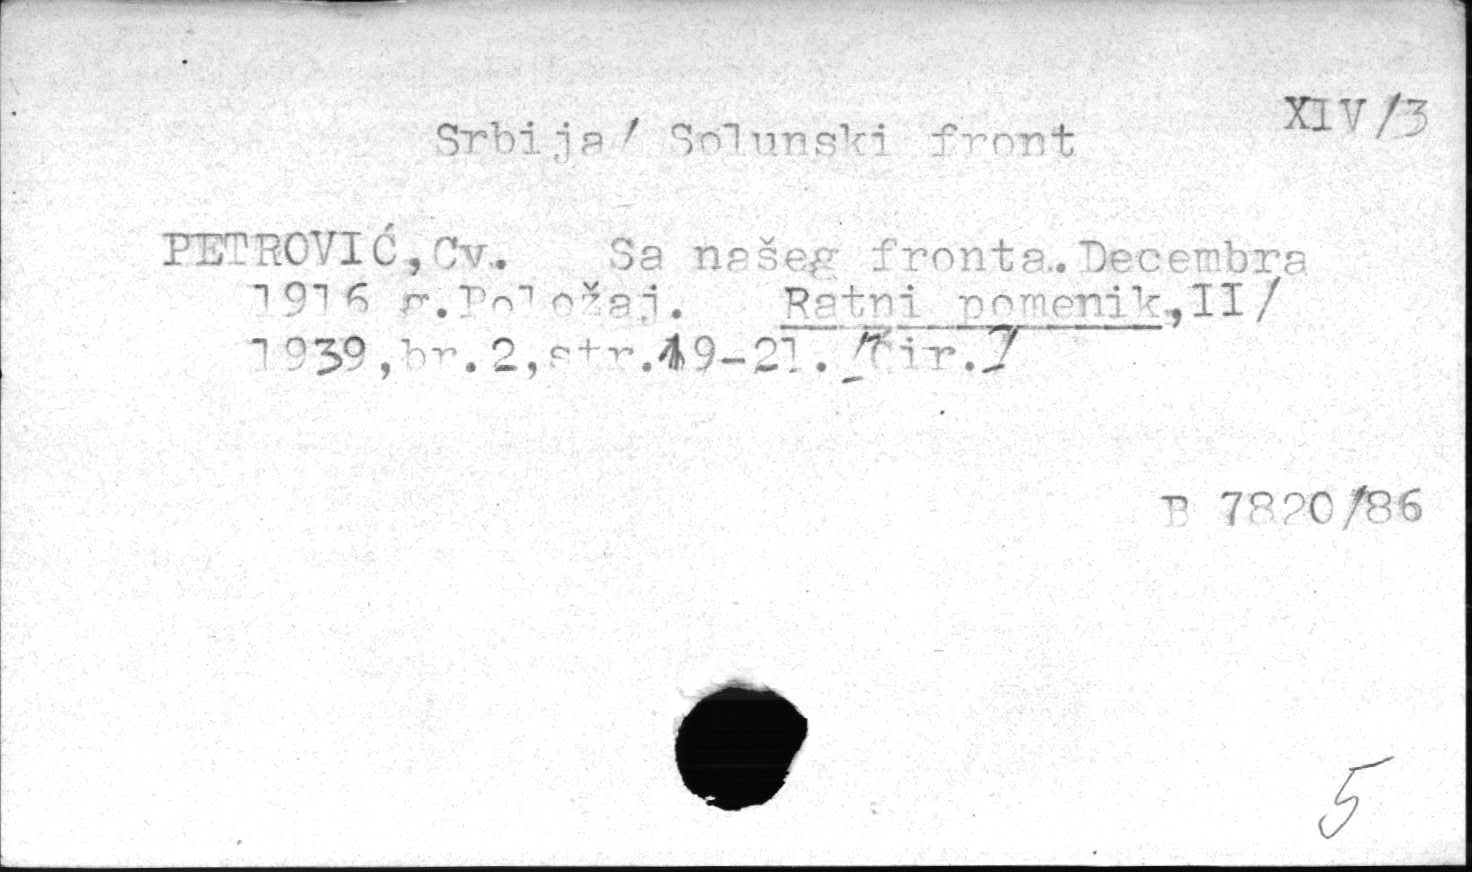 XIV/3
Srbija/ Solunski front
PETROVIĆ,Cv. Sa našeg fronta.Decembra
1916 g.Položaj. Ratni pomenik,II/
1939,br.2,str.19-21./Ćir./
B 7820/86
5